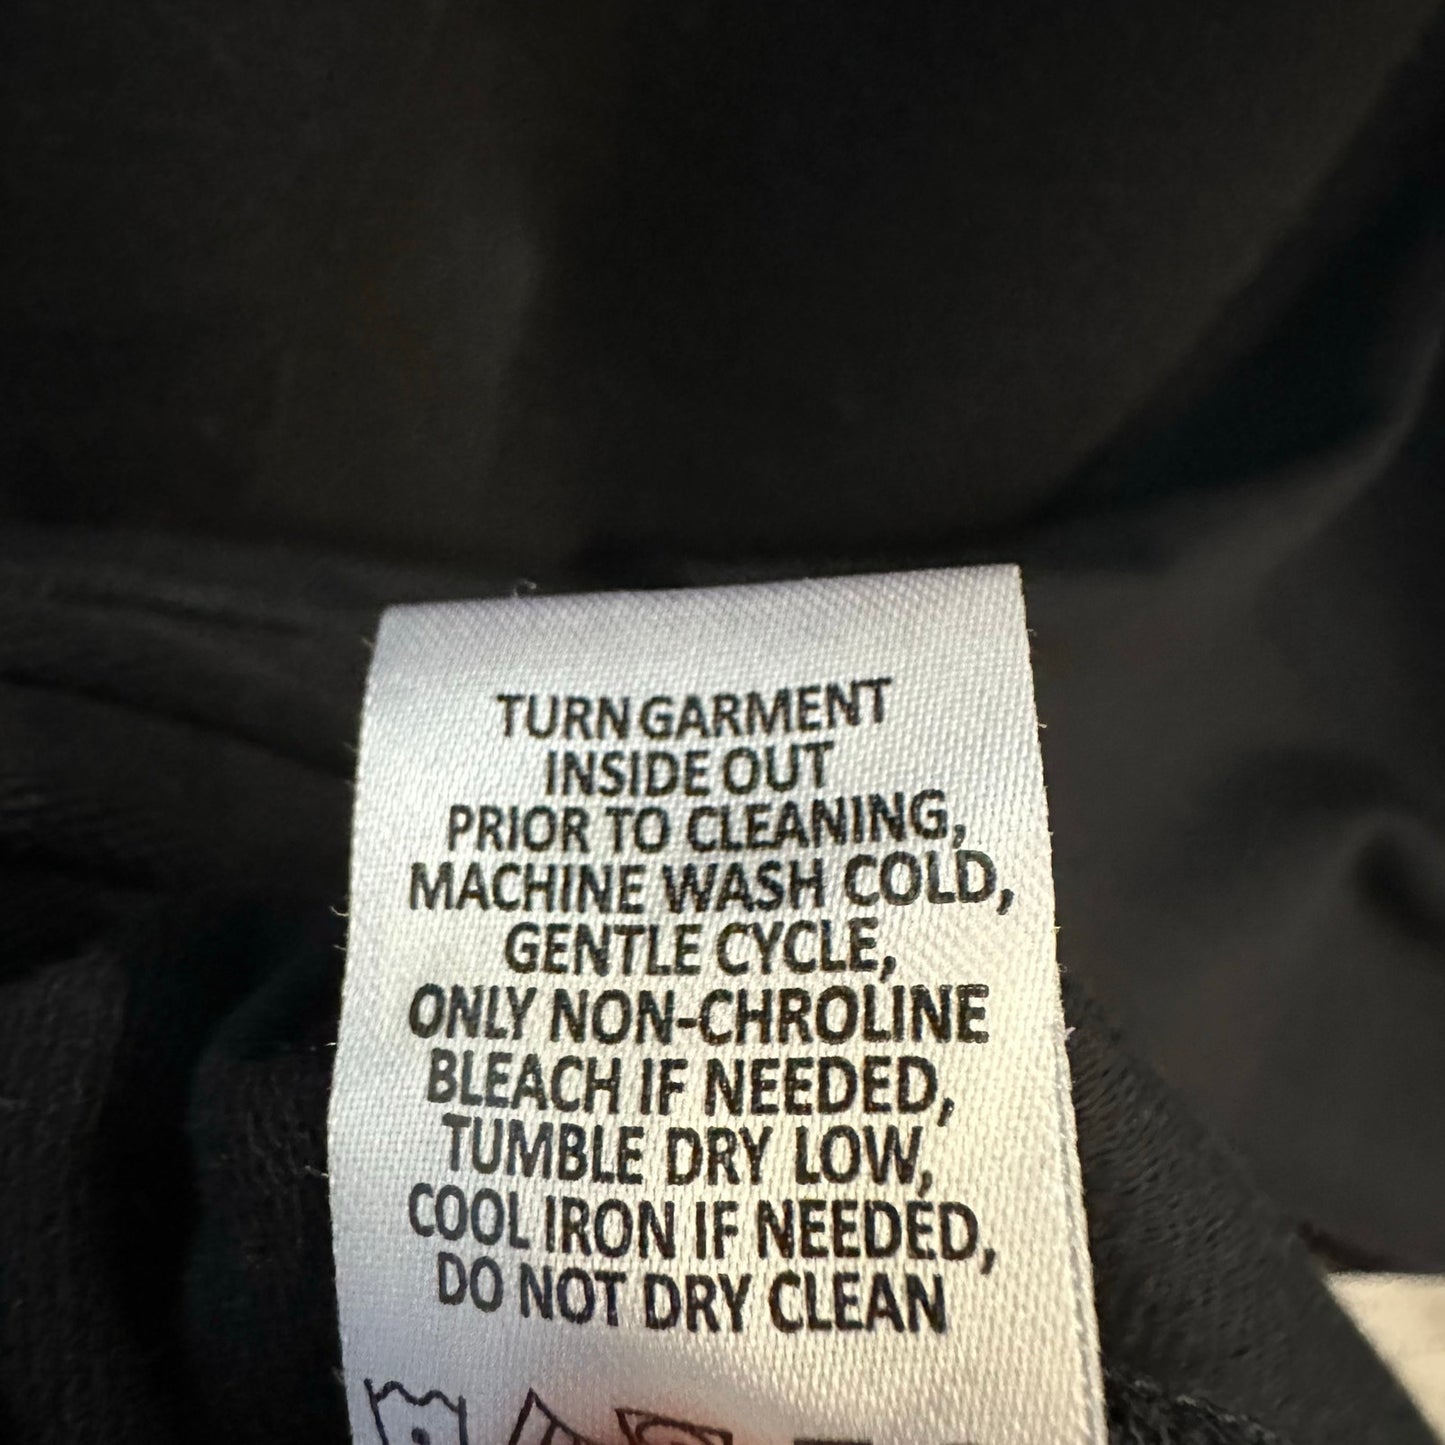 TURN GARMENT
INSIDE OUT
PRIOR TO CLEANING,
MACHINE WASH COLD,
GENTLE CYCLE,
ONLY NON-CHROLINE
BLEACH IF NEEDED,
TUMBLE DRY LOW,
COOL IRON IF NEEDED,
DO NOT DRY CLEAN